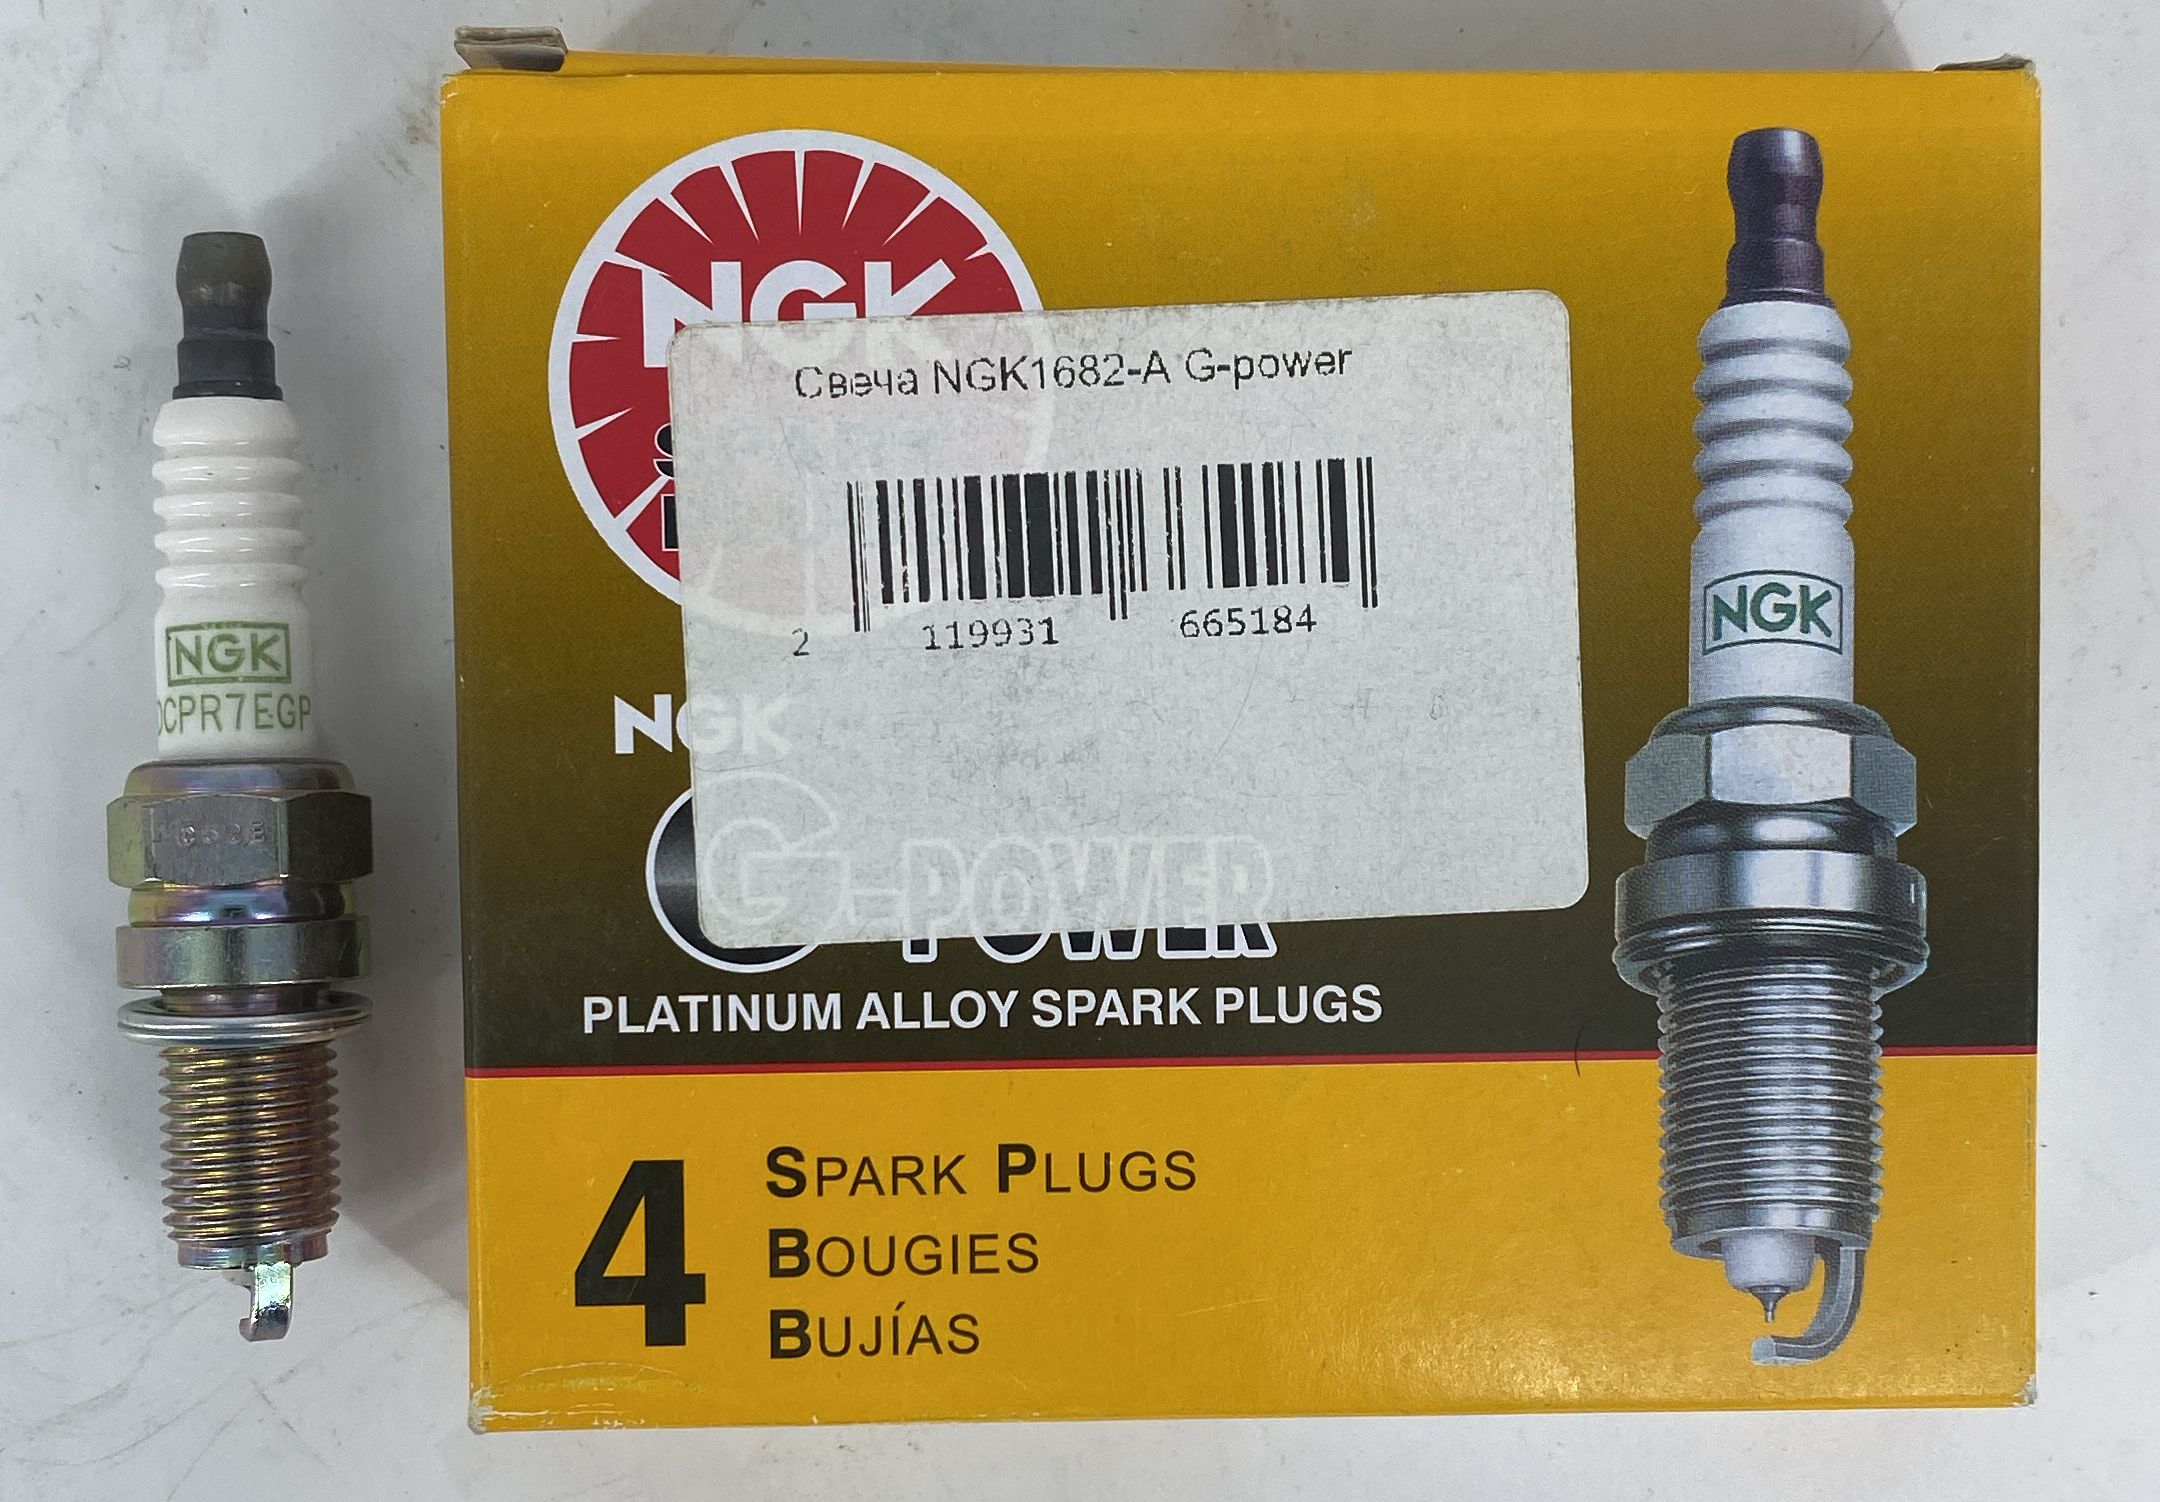 NGK
DCPR7EGP
NGK
Свеча NGK1682-A G-power
2 119931 665184
NGK
G-POWER
PLATINUM ALLOY SPARK PLUGS
4
SPARK PLUGS
BOUGIES
BUJÍAS
NGK